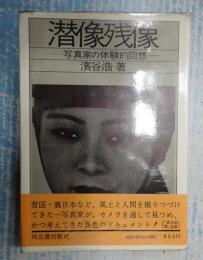 潜像残像
写真家の体験的回想
濱谷浩 著
雪国・裏日本など、風土と人間を撮りつづけ
てきた一写真家が、カメラを通して見つめ、
かつ考えてきた異色のドキュメント！
河出書房新社